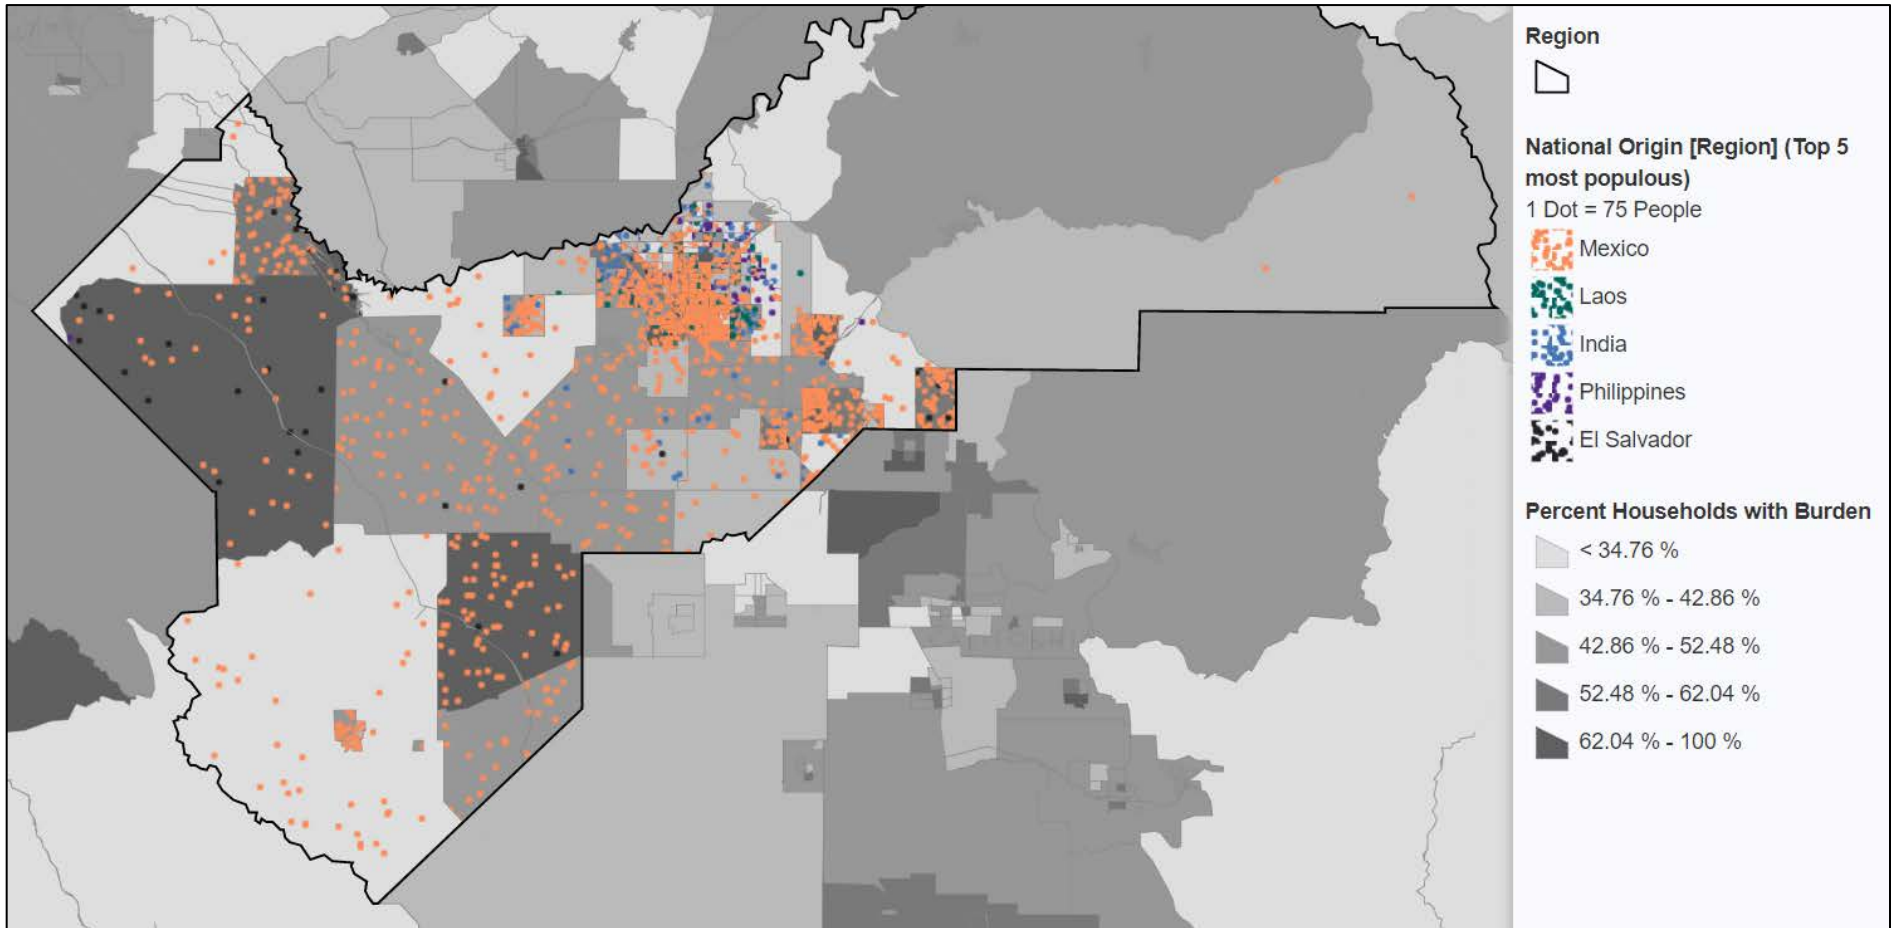 Region
National Origin [Region] (Top 5
most populous)
1 Dot = 75 People
Mexico
Laos
India
Philippines
El Salvador
Percent Households with Burden
< 34.76 %
34.76 % - 42.86 %
42.86 % - 52.48 %
52.48 % - 62.04 %
62.04 % - 100 %